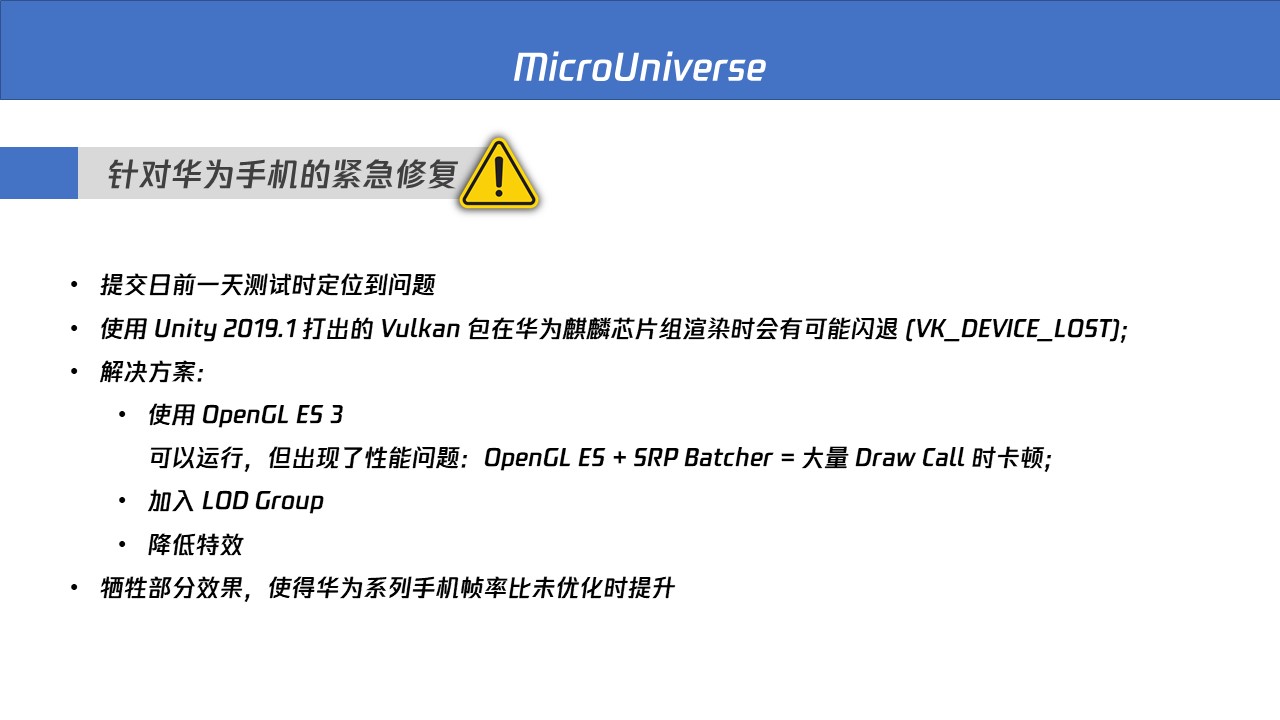 MicroUniverse
针对华为手机的紧急修复
• 提交日前一天测试时定位到问题
• 使用 Unity 2019.1 打出的 Vulkan 包在华为麒麟芯片组渲染时会有可能闪退 (VK_DEVICE_LOST);
• 解决方案:
• 使用 OpenGL ES 3
可以运行，但出现了性能问题：OpenGL ES + SRP Batcher = 大量 Draw Call 时卡顿;
• 加入 LOD Group
• 降低特效
• 牺牲部分效果，使得华为系列手机帧率比未优化时提升